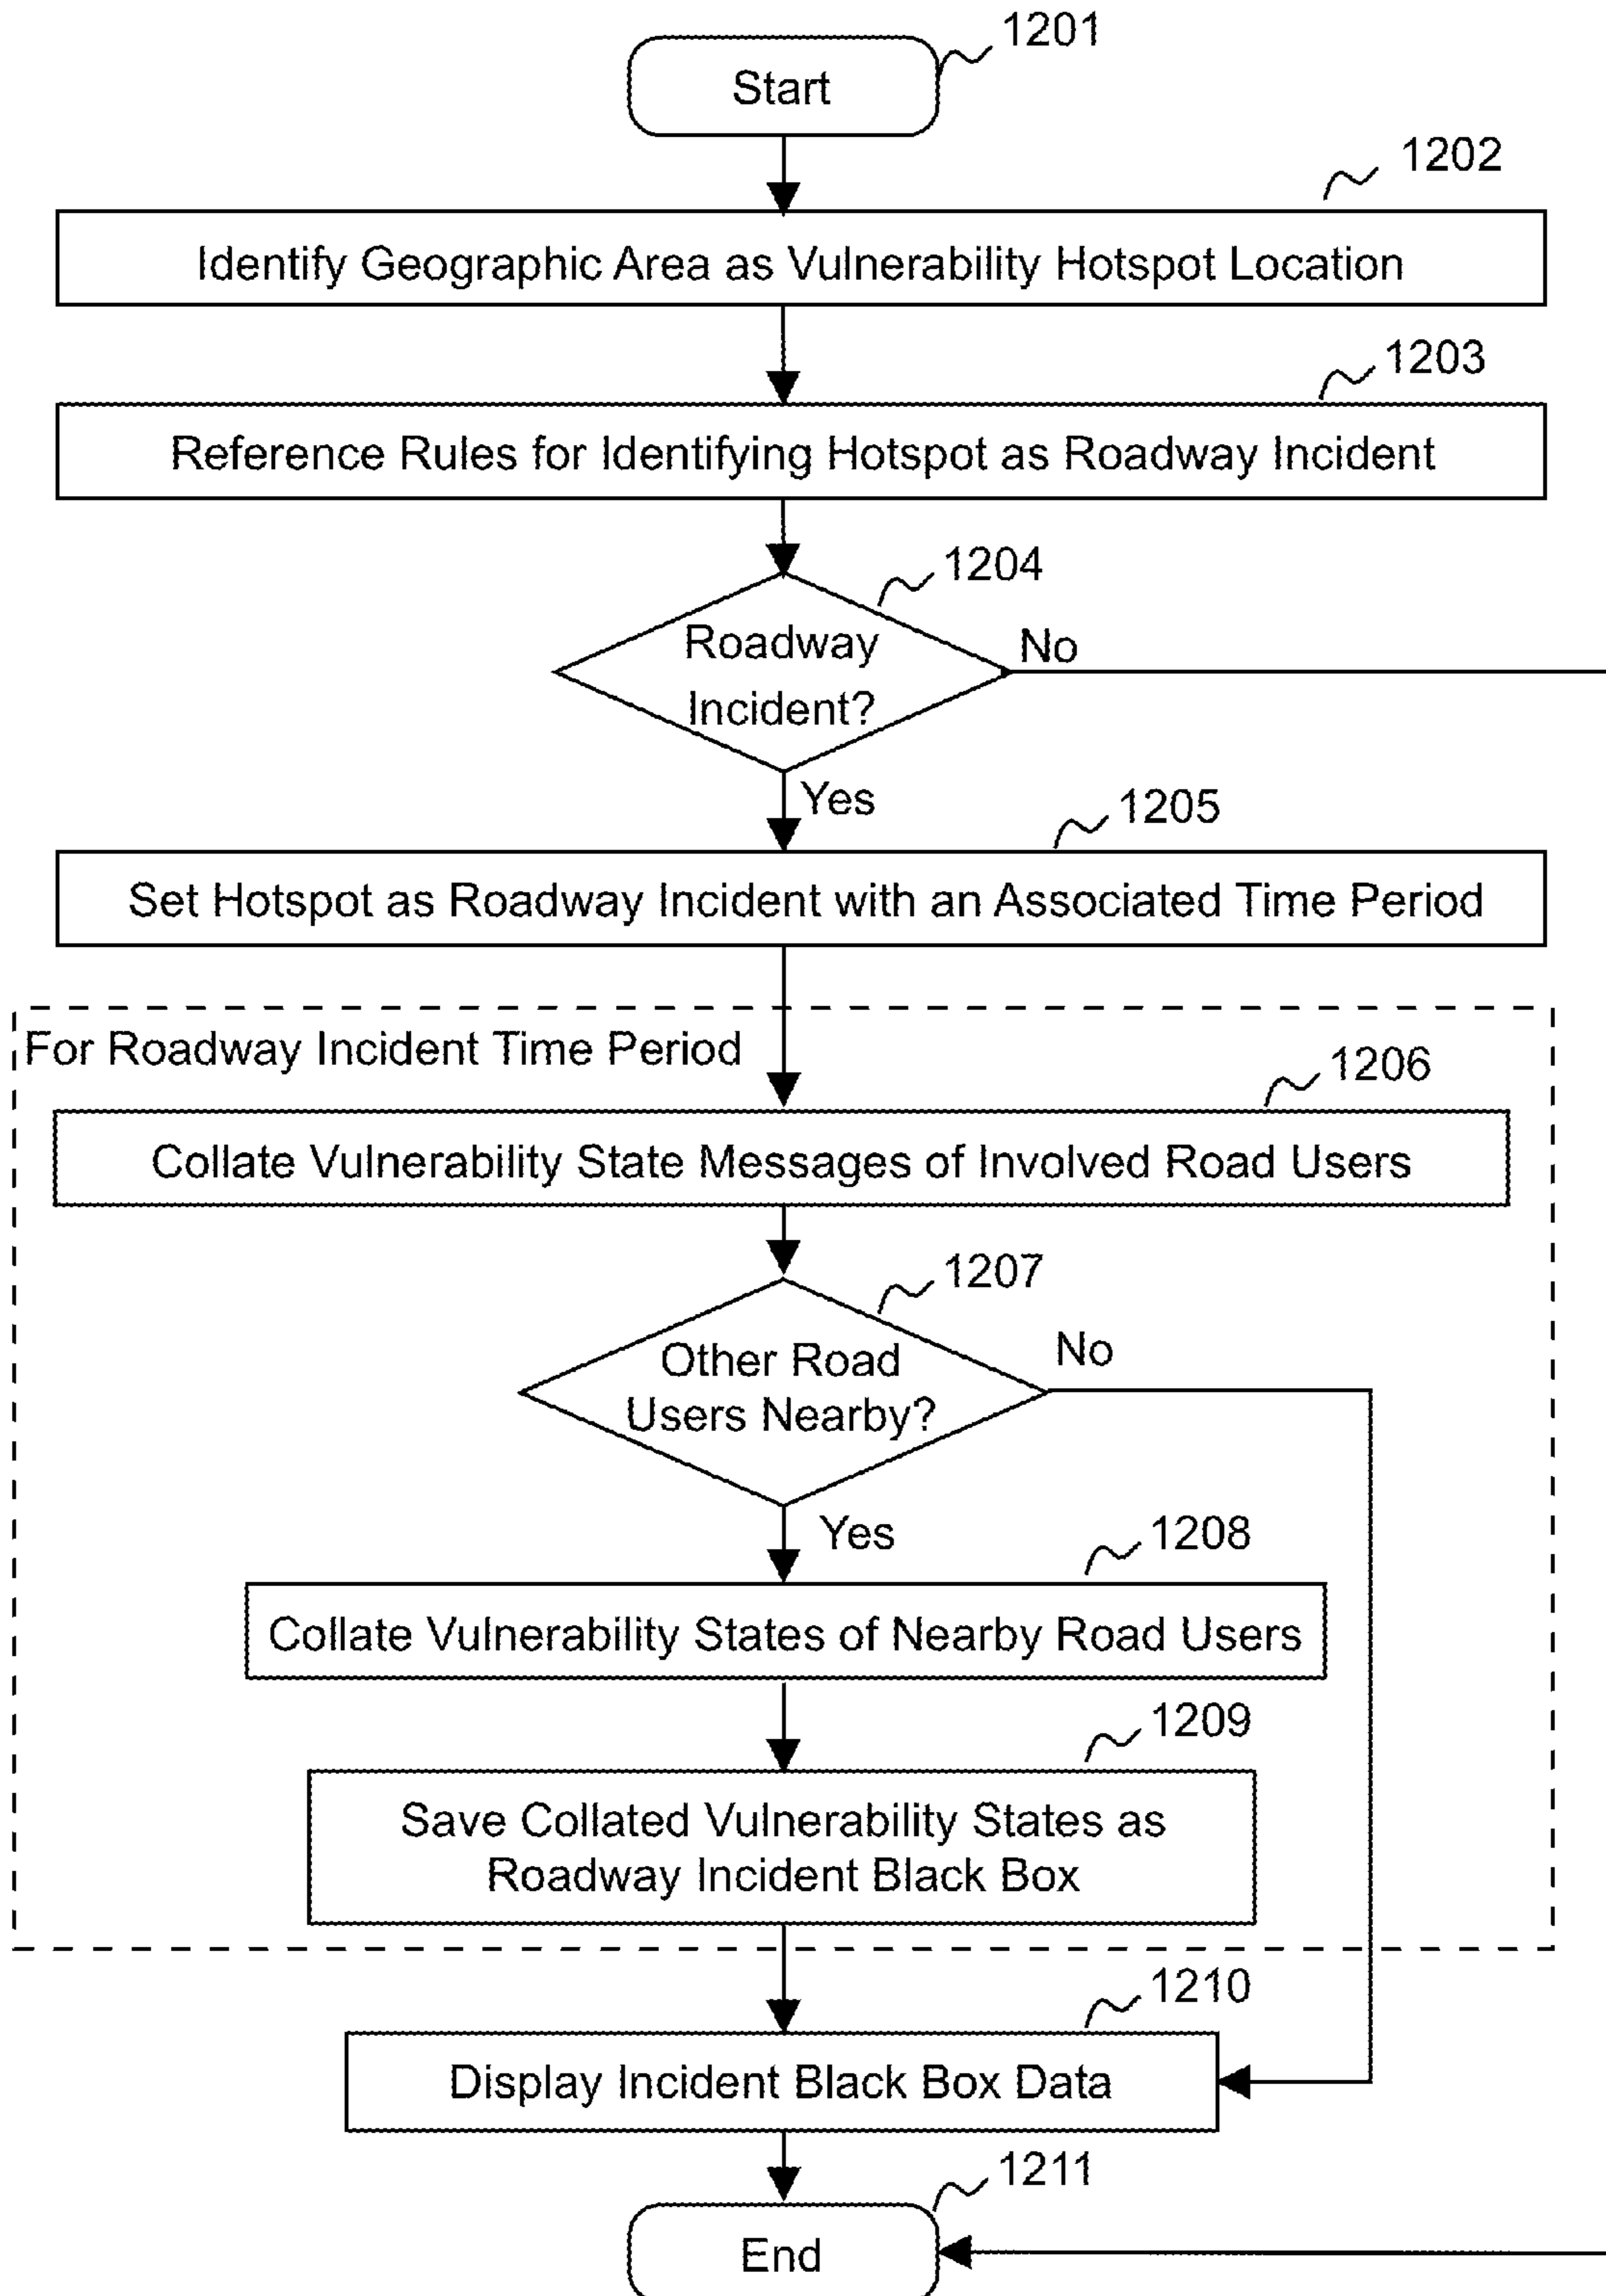 1201
Start
1202
Identify Geographic Area as Vulnerability Hotspot Location
1203
Reference Rules for Identifying Hotspot as Roadway Incident
1204
Roadway
Incident?
No
Yes
1205
Set Hotspot as Roadway Incident with an Associated Time Period
For Roadway Incident Time Period
1206
Collate Vulnerability State Messages of Involved Road Users
1207
Other Road
Users Nearby?
No
Yes
1208
Collate Vulnerability States of Nearby Road Users
1209
Save Collated Vulnerability States as
Roadway Incident Black Box
1210
Display Incident Black Box Data
1211
End